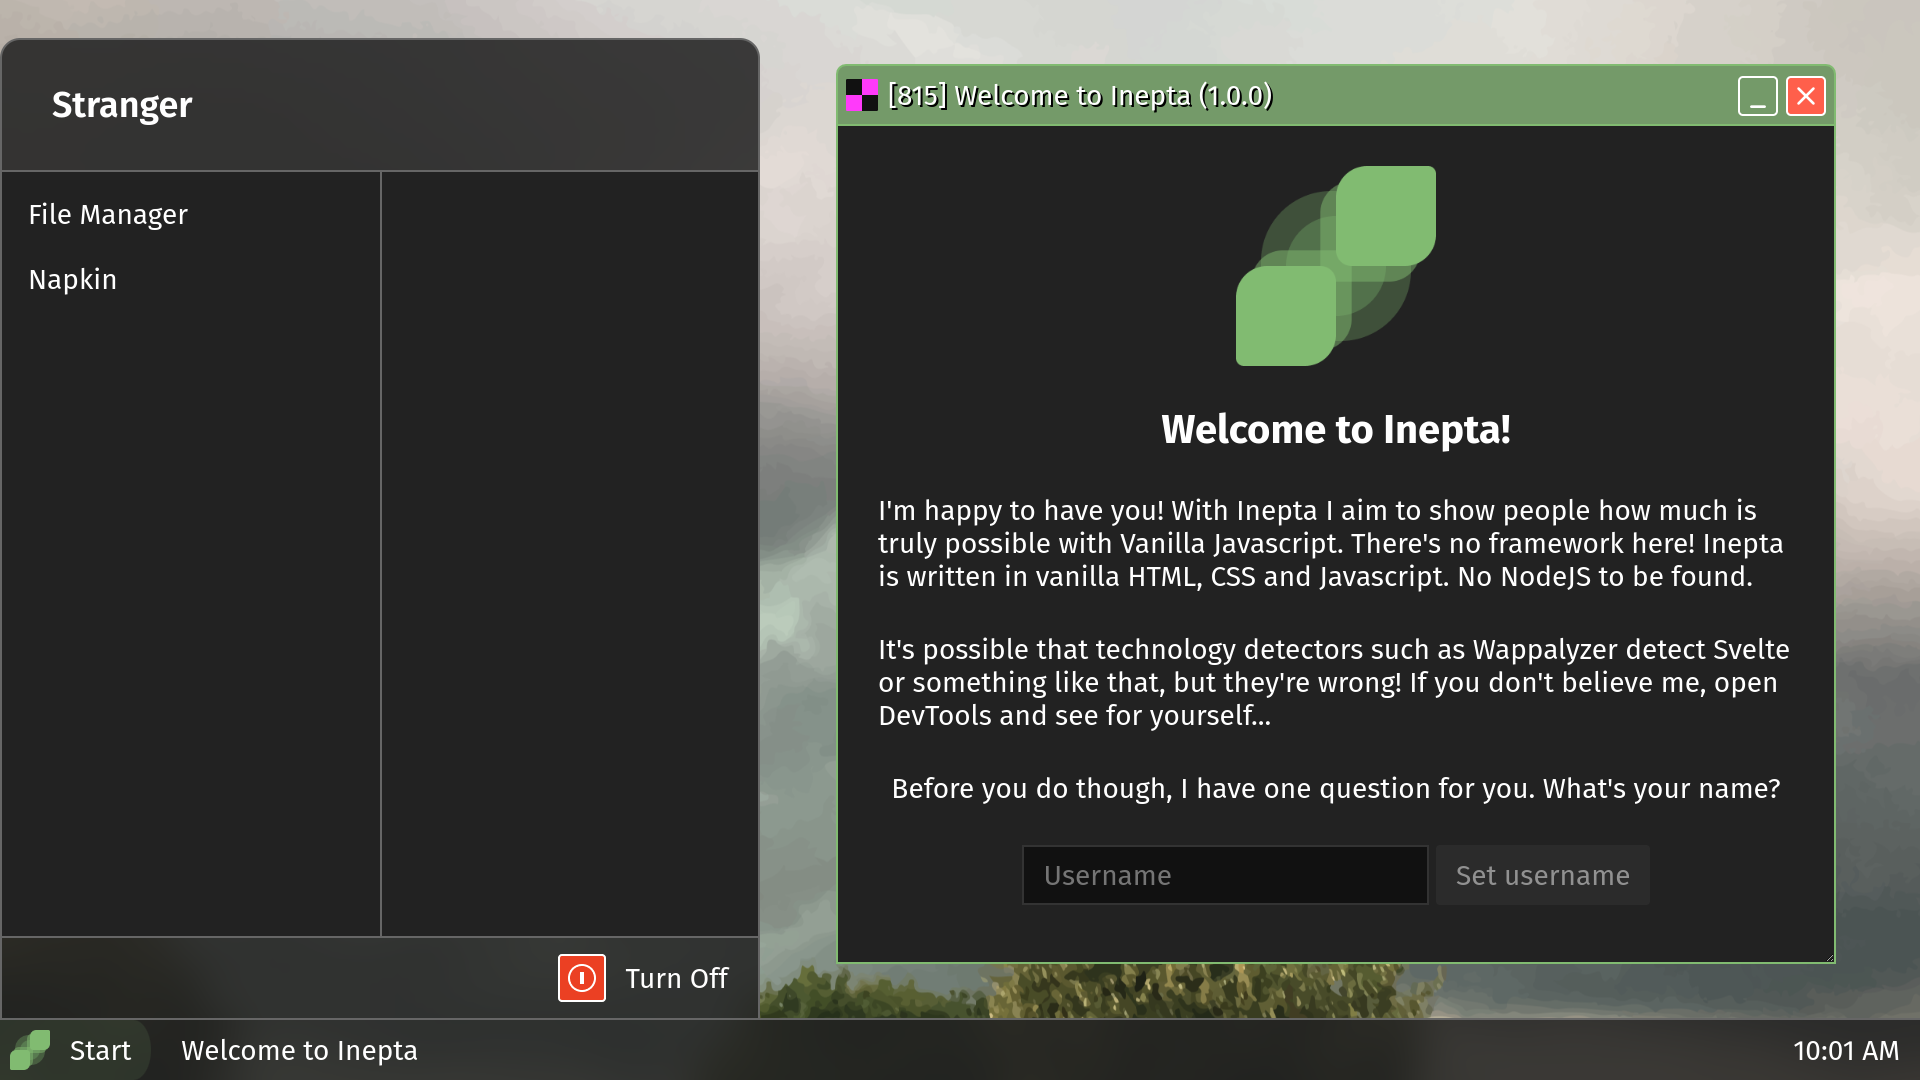 Stranger
File Manager
Napkin
Turn Off
[815] Welcome to Inepta (1.0.0)
Welcome to Inepta!
I'm happy to have you! With Inepta I aim to show people how much is
truly possible with Vanilla Javascript. There's no framework here! Inepta
is written in vanilla HTML, CSS and Javascript. No NodeJS to be found.
It's possible that technology detectors such as Wappalyzer detect Svelte
or something like that, but they're wrong! If you don't believe me, open
DevTools and see for yourself...
Before you do though, I have one question for you. What's your name?
Username
Set username
Start
Welcome to Inepta
10:01 AM